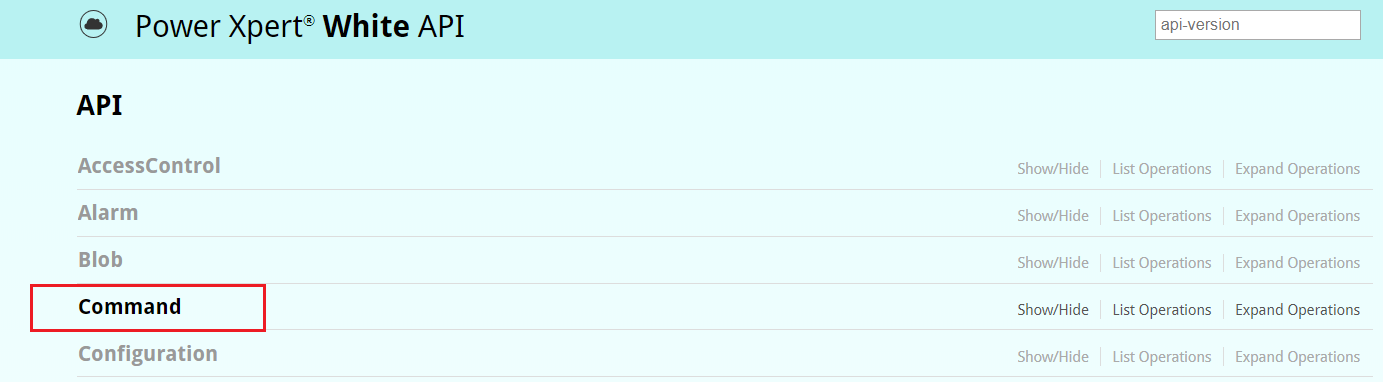 Power Xpert® White API
api-version
API
AccessControl Show/Hide List Operations Expand Operations
Alarm Show/Hide List Operations Expand Operations
Blob Show/Hide List Operations Expand Operations
Command Show/Hide List Operations Expand Operations
Configuration Show/Hide List Operations Expand Operations